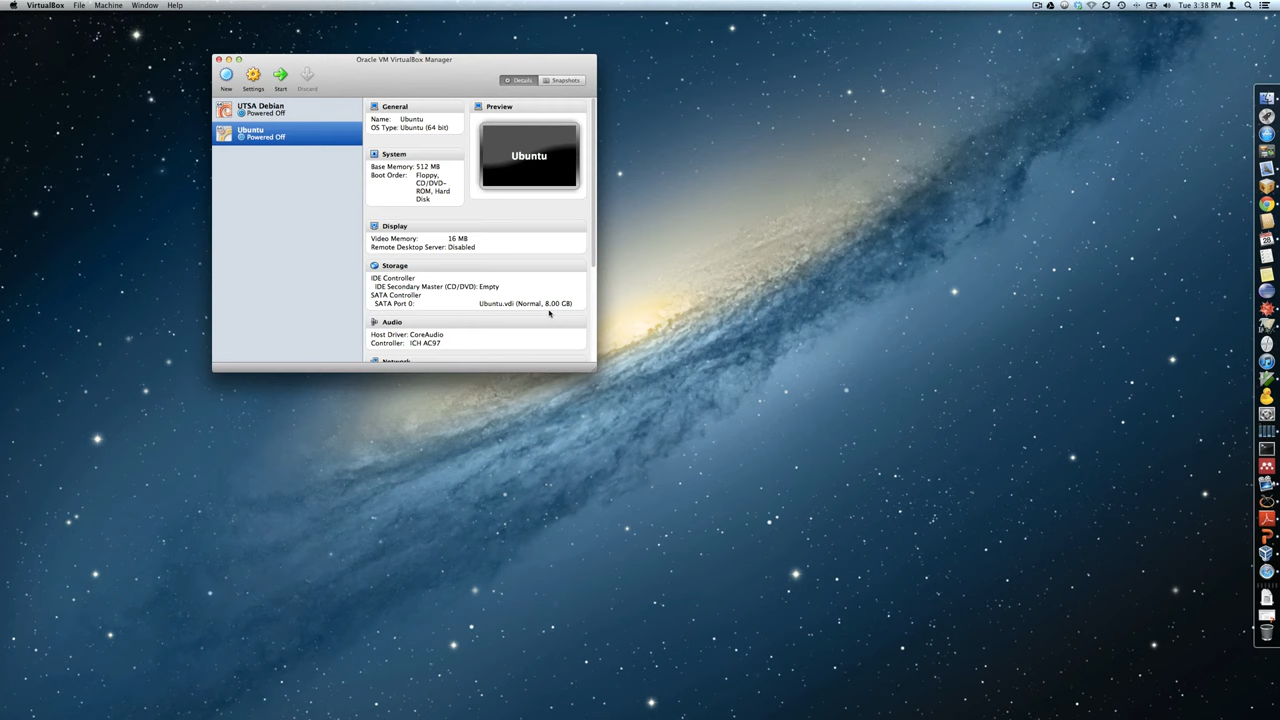 VirtualBox File Machine Window Help
Tue 3:38 PM
Oracle VM VirtualBox Manager
New Settings Start Discard
Details Snapshots
UTSA Debian
Powered Off
Ubuntu
Powered Off
General
Name: Ubuntu
OS Type: Ubuntu (64 bit)
System
Base Memory: 512 MB
Boot Order: Floppy,
CD/DVD-
ROM, Hard
Disk
Preview
Ubuntu
Display
Video Memory: 16 MB
Remote Desktop Server: Disabled
Storage
IDE Controller
IDE Secondary Master (CD/DVD): Empty
SATA Controller
SATA Port 0: Ubuntu.vdi (Normal, 8.00 GB)
Audio
Host Driver: CoreAudio
Controller: ICH AC97
Network
28